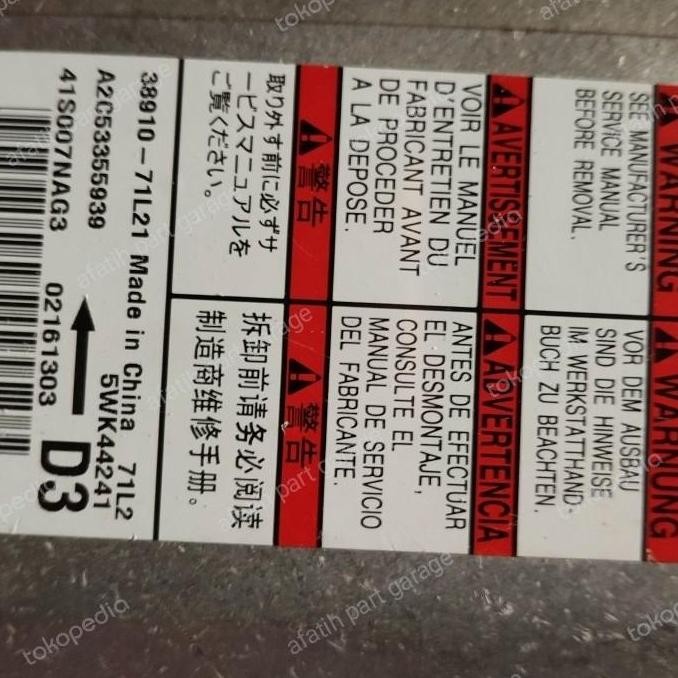 WARNING
SEE MANUFACTURER'S
SERVICE MANUAL
BEFORE REMOVAL.
WARNUNG
VOR DEM AUSBAU
SIND DIE HINWEISE
IM WERKSTATTHAND-
BUCH ZU BEACHTEN.
AVERTISSEMENT
VOIR LE MANUEL
D'ENTRETIEN DU
FABRICANT AVANT
DE PROCEDER
A LA DEPOSE.
ADVERTENCIA
ANTES DE EFECTUAR
EL DESMONTAJE,
CONSULTE EL
MANUAL DE SERVICIO
DEL FABRICANTE.
警告
取り外す前に必ずサ
ービスマニュアルを
ご覧ください。
警告
拆卸前请务必阅读
制造商维修手册。
38910-71L21 Made in China 71L2
A2C53355939 5WK44241
41S007NAG3 02161303 D3
tokopedia
afatih part garage